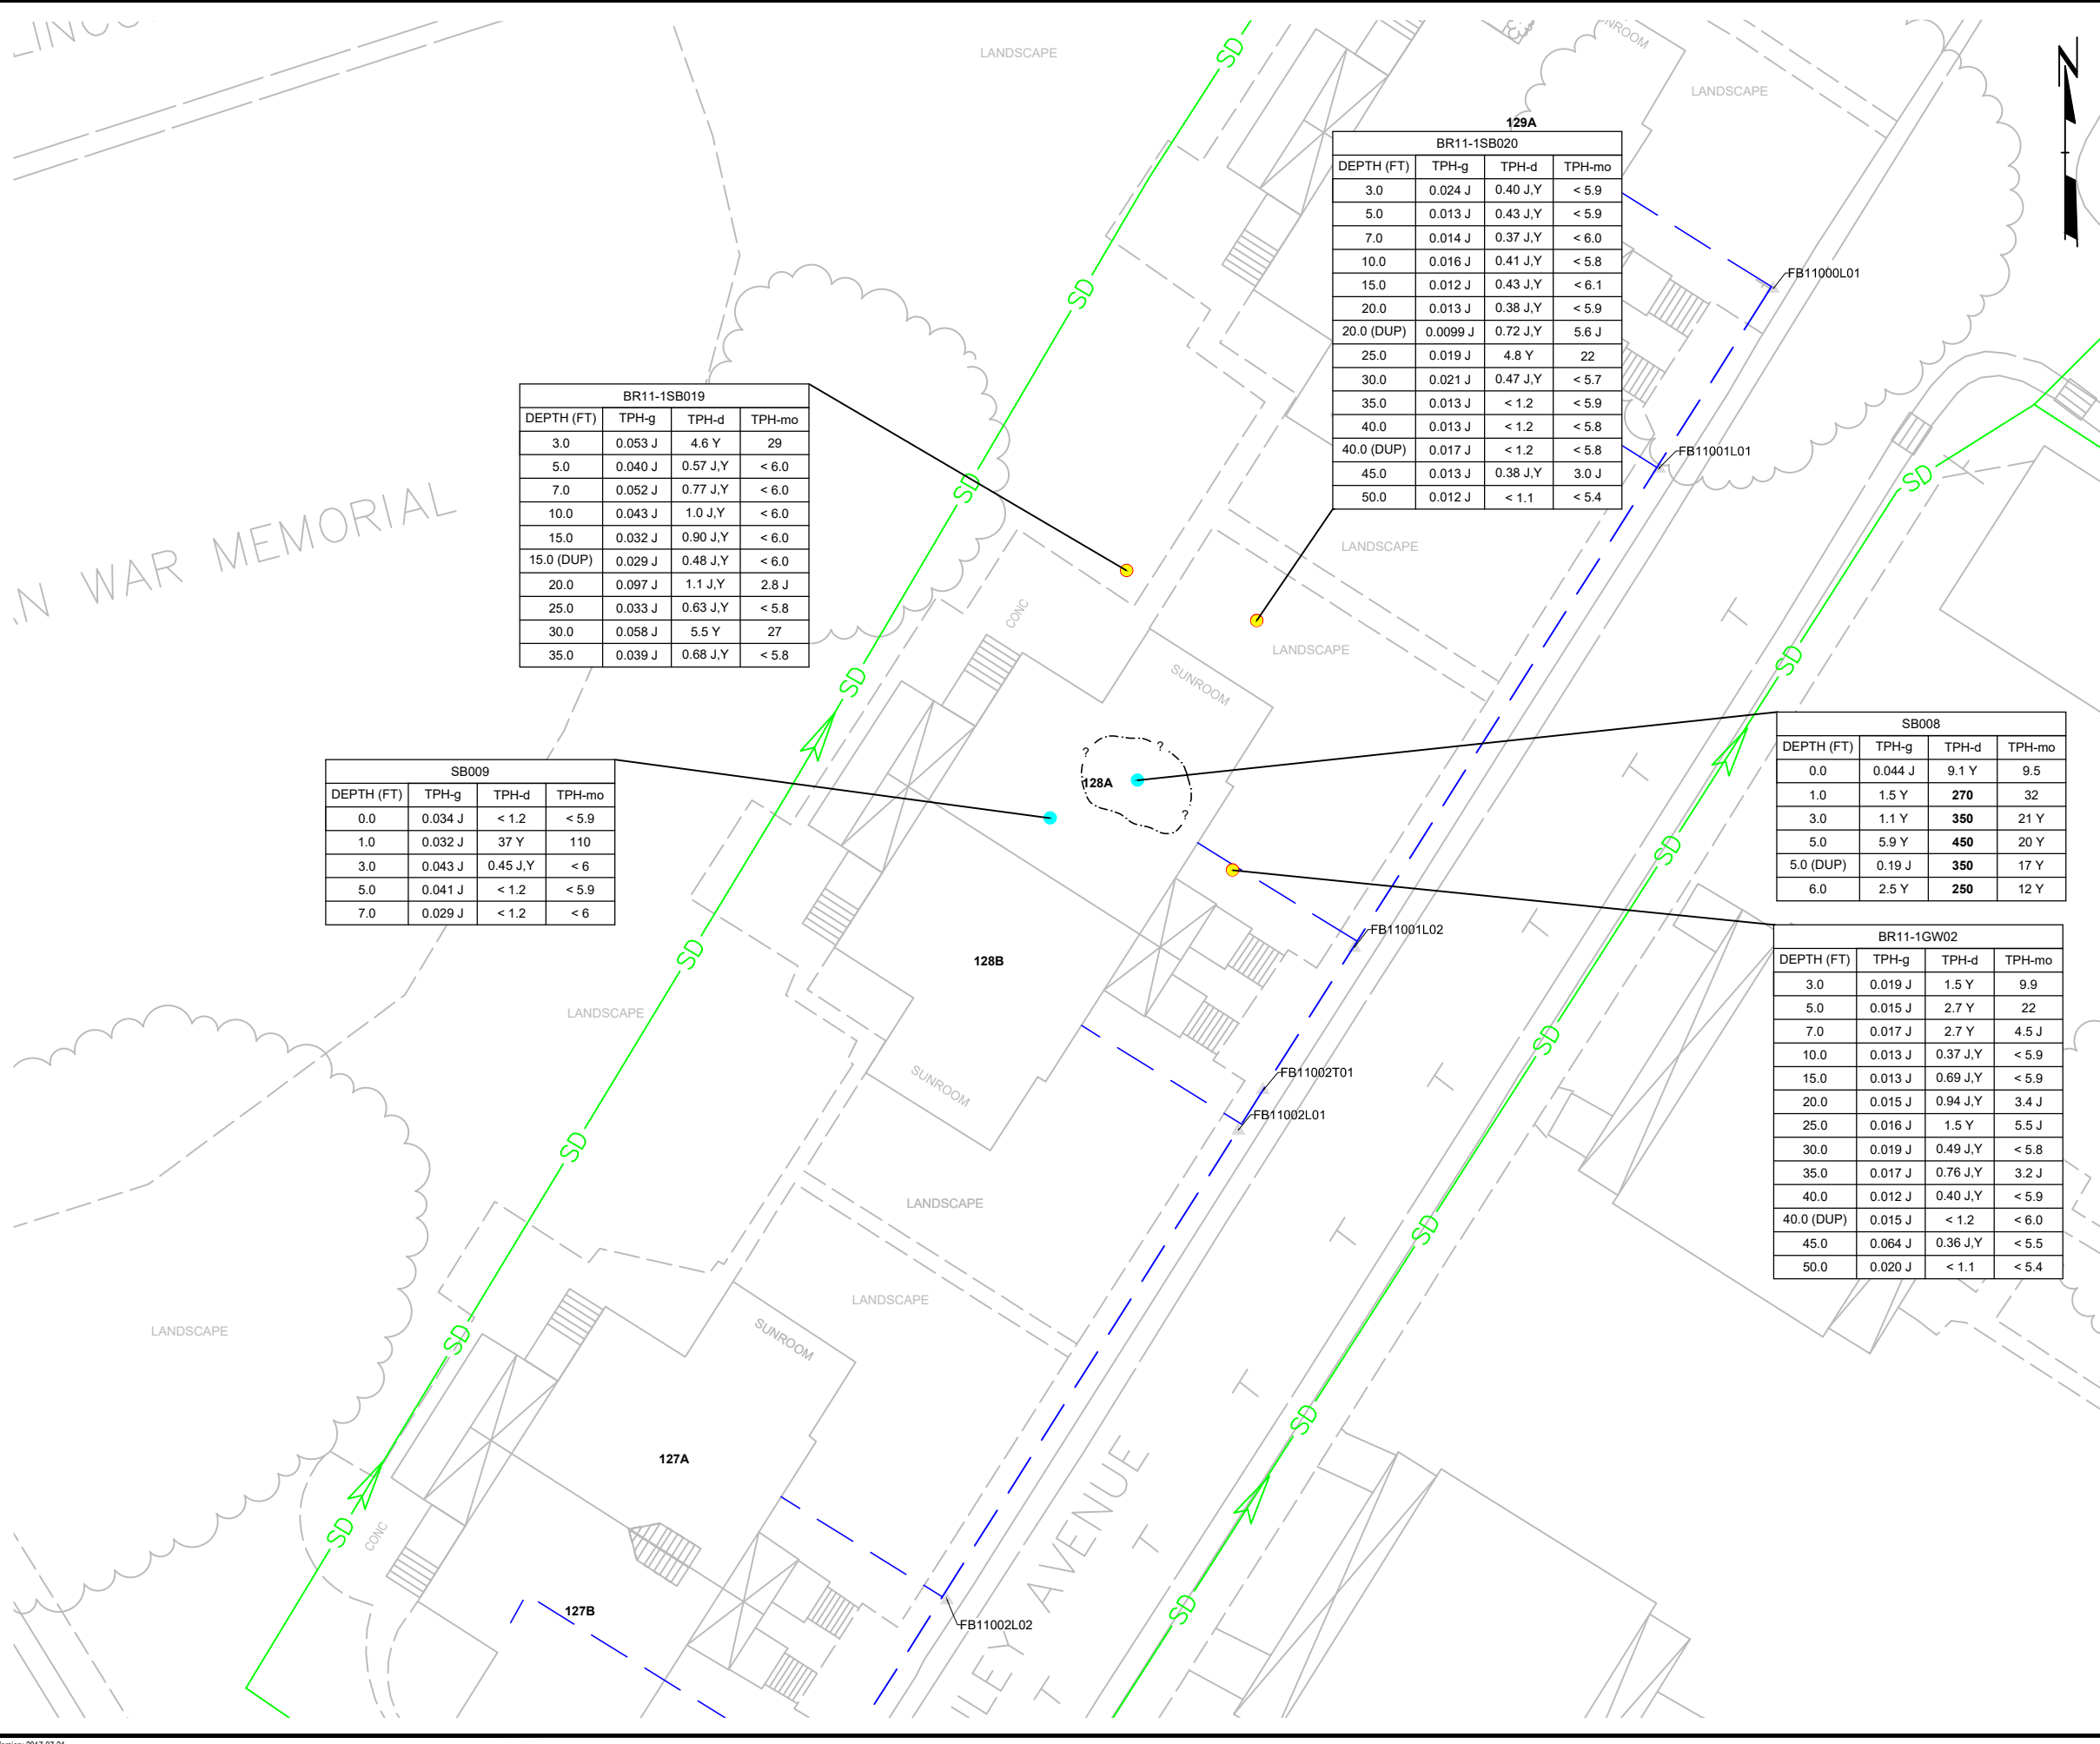 LANDSCAPE
SUNROOM
LANDSCAPE
N
SD
129A
BR11-1SB020
DEPTH (FT) TPH-g TPH-d TPH-mo
3.0 0.024 J 0.40 J,Y < 5.9
5.0 0.013 J 0.43 J,Y < 5.9
7.0 0.014 J 0.37 J,Y < 6.0
10.0 0.016 J 0.41 J,Y < 5.8
15.0 0.012 J 0.43 J,Y < 6.1
20.0 0.013 J 0.38 J,Y < 5.9
20.0 (DUP) 0.0099 J 0.72 J,Y 5.6 J
25.0 0.019 J 4.8 Y 22
30.0 0.021 J 0.47 J,Y < 5.7
35.0 0.013 J < 1.2 < 5.9
40.0 0.013 J < 1.2 < 5.8
40.0 (DUP) 0.017 J < 1.2 < 5.8
45.0 0.013 J 0.38 J,Y 3.0 J
50.0 0.012 J < 1.1 < 5.4
FB11000L01
SD
FB11001L01
BR11-1SB019
DEPTH (FT) TPH-g TPH-d TPH-mo
3.0 0.053 J 4.6 Y 29
5.0 0.040 J 0.57 J,Y < 6.0
7.0 0.052 J 0.77 J,Y < 6.0
10.0 0.043 J 1.0 J,Y < 6.0
15.0 0.032 J 0.90 J,Y < 6.0
15.0 (DUP) 0.029 J 0.48 J,Y < 6.0
20.0 0.097 J 1.1 J,Y 2.8 J
25.0 0.033 J 0.63 J,Y < 5.8
30.0 0.058 J 5.5 Y 27
35.0 0.039 J 0.68 J,Y < 5.8
SD
SD
N WAR MEMORIAL
LANDSCAPE
CONC
LANDSCAPE
T
SD
SD
SUNROOM
SB008
DEPTH (FT) TPH-g TPH-d TPH-mo
0.0 0.044 J 9.1 Y 9.5
1.0 1.5 Y 270 32
3.0 1.1 Y 350 21 Y
5.0 5.9 Y 450 20 Y
5.0 (DUP) 0.19 J 350 17 Y
6.0 2.5 Y 250 12 Y
? ?
128A
?
T
SB009
DEPTH (FT) TPH-g TPH-d TPH-mo
0.0 0.034 J < 1.2 < 5.9
1.0 0.032 J 37 Y 110
3.0 0.043 J 0.45 J,Y < 6
5.0 0.041 J < 1.2 < 5.9
7.0 0.029 J < 1.2 < 6
SD
T
FB11001L02
BR11-1GW02
DEPTH (FT) TPH-g TPH-d TPH-mo
3.0 0.019 J 1.5 Y 9.9
5.0 0.015 J 2.7 Y 22
7.0 0.017 J 2.7 Y 4.5 J
10.0 0.013 J 0.37 J,Y < 5.9
15.0 0.013 J 0.69 J,Y < 5.9
20.0 0.015 J 0.94 J,Y 3.4 J
25.0 0.016 J 1.5 Y 5.5 J
30.0 0.019 J 0.49 J,Y < 5.8
35.0 0.017 J 0.76 J,Y 3.2 J
40.0 0.012 J 0.40 J,Y < 5.9
40.0 (DUP) 0.015 J < 1.2 < 6.0
45.0 0.064 J 0.36 J,Y < 5.5
50.0 0.020 J < 1.1 < 5.4
SD
128B
LANDSCAPE
SD
T
FB11002T01
SUNROOM
FB11002L01
SD
LANDSCAPE
SD
T
LANDSCAPE
LANDSCAPE
SUNROOM
SD
T
SD
127A
LEY AVENUE
T
SD
CONC
127B
SD
FB11002L02
T